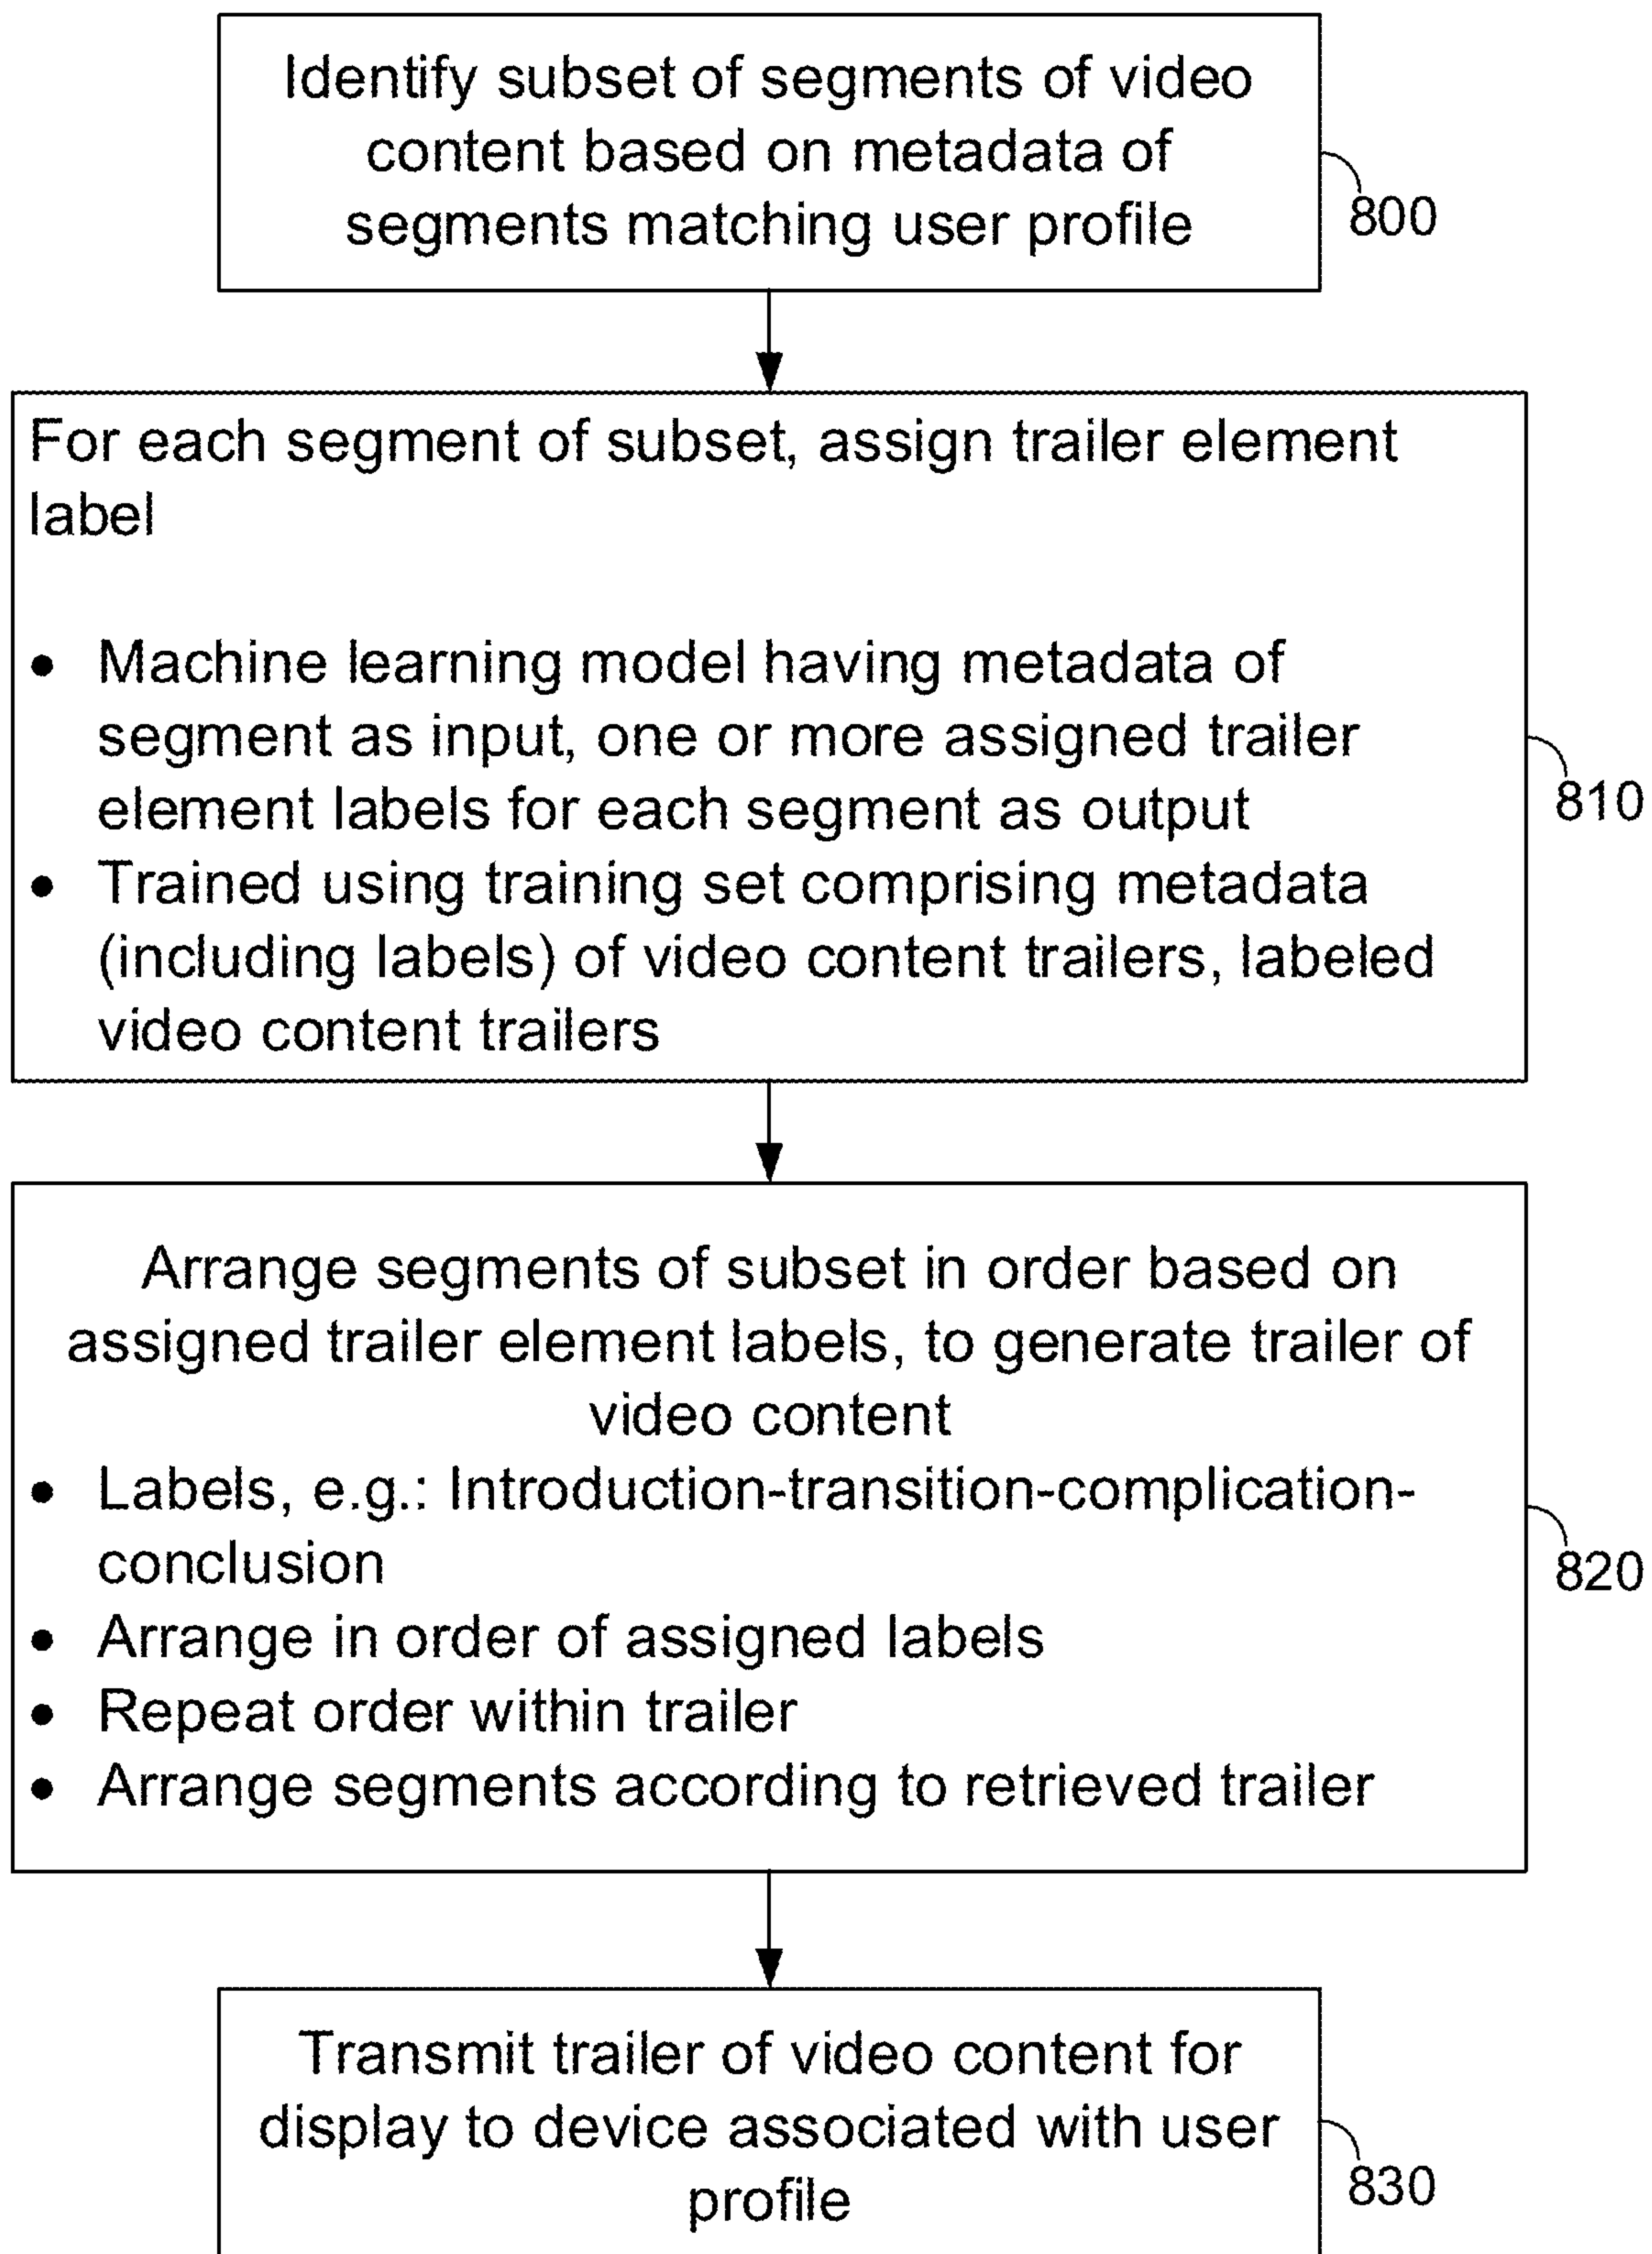 Identify subset of segments of video
content based on metadata of
segments matching user profile
800
For each segment of subset, assign trailer element
label
• Machine learning model having metadata of
segment as input, one or more assigned trailer
element labels for each segment as output
• Trained using training set comprising metadata
(including labels) of video content trailers, labeled
video content trailers
810
Arrange segments of subset in order based on
assigned trailer element labels, to generate trailer of
video content
• Labels, e.g.: Introduction-transition-complication-
conclusion
• Arrange in order of assigned labels
• Repeat order within trailer
• Arrange segments according to retrieved trailer
820
Transmit trailer of video content for
display to device associated with user
profile
830